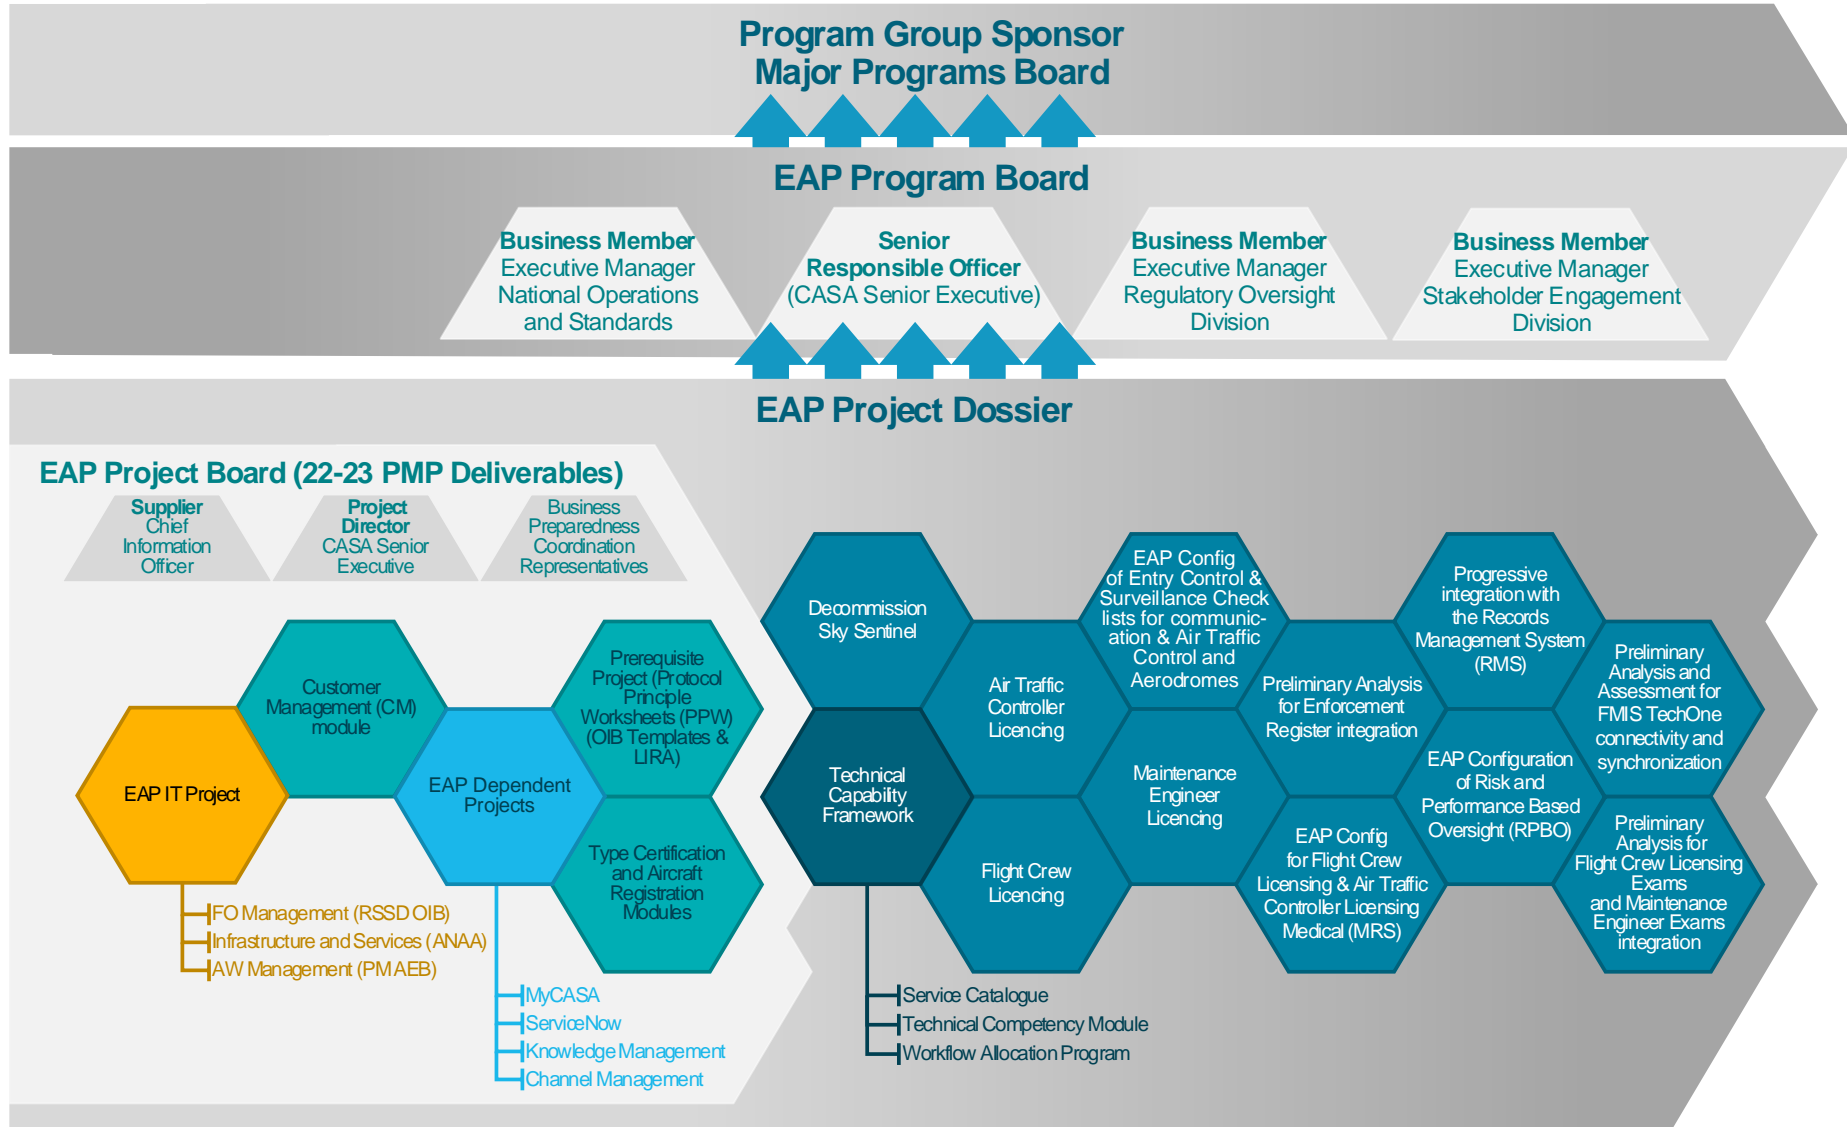 Program Group Sponsor
Major Programs Board
EAP Program Board
Business Member
Executive Manager
National Operations
and Standards
Senior
Responsible Officer
(CASA Senior Executive)
Business Member
Executive Manager
Regulatory Oversight
Division
Business Member
Executive Manager
Stakeholder Engagement
Division
EAP Project Dossier
EAP Project Board (22-23 PMP Deliverables)
Supplier
Chief
Information
Officer
Project
Director
CASA Senior
Executive
Business
Preparedness
Coordination
Representatives
EAP IT Project
Customer
Management (CM)
module
EAP Dependent
Projects
Prerequisite
Project (Protocol
Principle
Worksheets (PPW)
(OIB Templates &
LIRA)
Type Certification
and Aircraft
Registration
Modules
FO Management (RSSD OIB)
Infrastructure and Services (ANAA)
AW Management (PMAEB)
MyCASA
ServiceNow
Knowledge Management
Channel Management
Decommission
Sky Sentinel
Technical
Capability
Framework
Air Traffic
Controller
Licencing
Flight Crew
Licencing
EAP Config
of Entry Control &
Surveillance Check
lists for communic-
ation & Air Traffic
Control and
Aerodromes
Maintenance
Engineer
Licencing
Preliminary Analysis
for Enforcement
Register integration
EAP Config
for Flight Crew
Licensing & Air Traffic
Controller Licensing
Medical (MRS)
Progressive
integration with
the Records
Management System
(RMS)
EAP Configuration
of Risk and
Performance Based
Oversight (RPBO)
Preliminary
Analysis and
Assessment for
FMIS TechOne
connectivity and
synchronization
Preliminary
Analysis for
Flight Crew Licensing
Exams
and Maintenance
Engineer Exams
integration
Service Catalogue
Technical Competency Module
Workflow Allocation Program